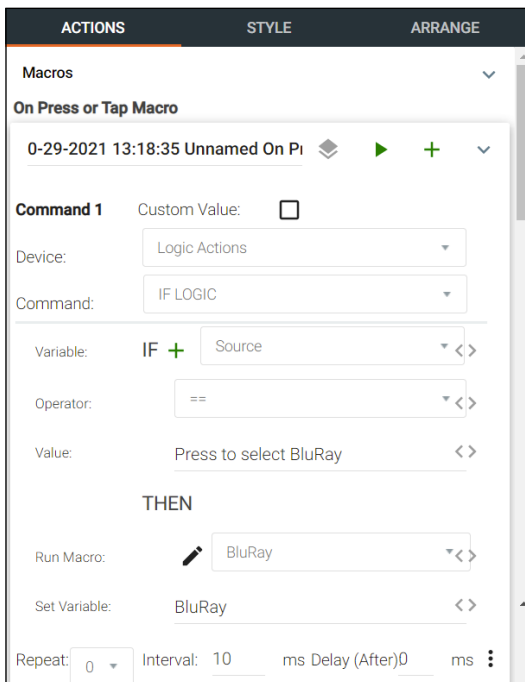 ACTIONS STYLE ARRANGE
Macros
On Press or Tap Macro
0-29-2021 13:18:35 Unnamed On
Command 1 Custom Value:
Device: Logic Actions
Command: IF LOGIC
Variable: IF + Source < >
Operator: == < >
Value: Press to select BluRay < >
THEN
Run Macro: BluRay < >
Set Variable: BluRay < >
Repeat: 0 Interval: 10 ms Delay (After) 0 ms